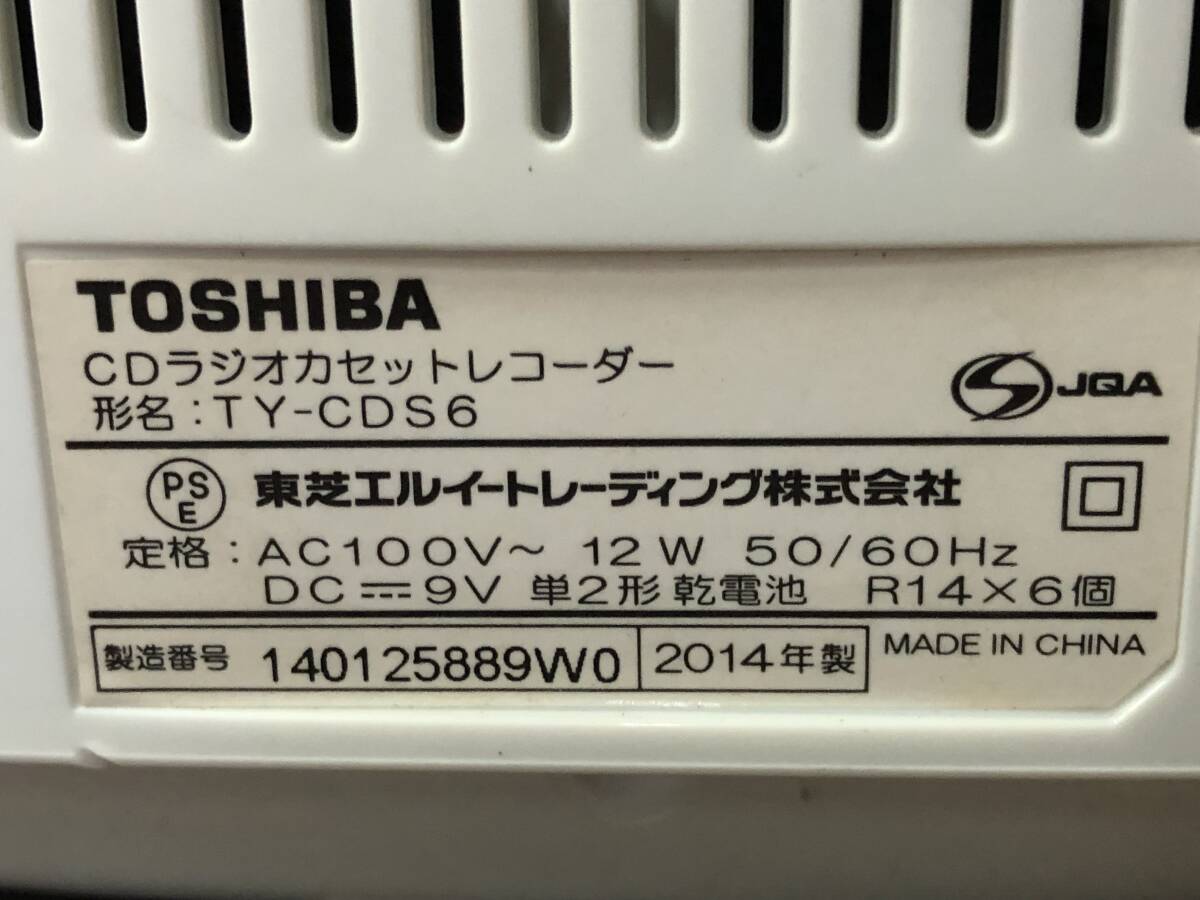 TOSHIBA
CDラジオカセットレコーダー
形名：TY-CDS6
JQA
PSE
東芝エルイートレーディング株式会社
定格：AC100V～ 12W 50/60Hz
DC⎓9V 単2形乾電池 R14×6個
製造番号 140125889W0 2014年製
MADE IN CHINA